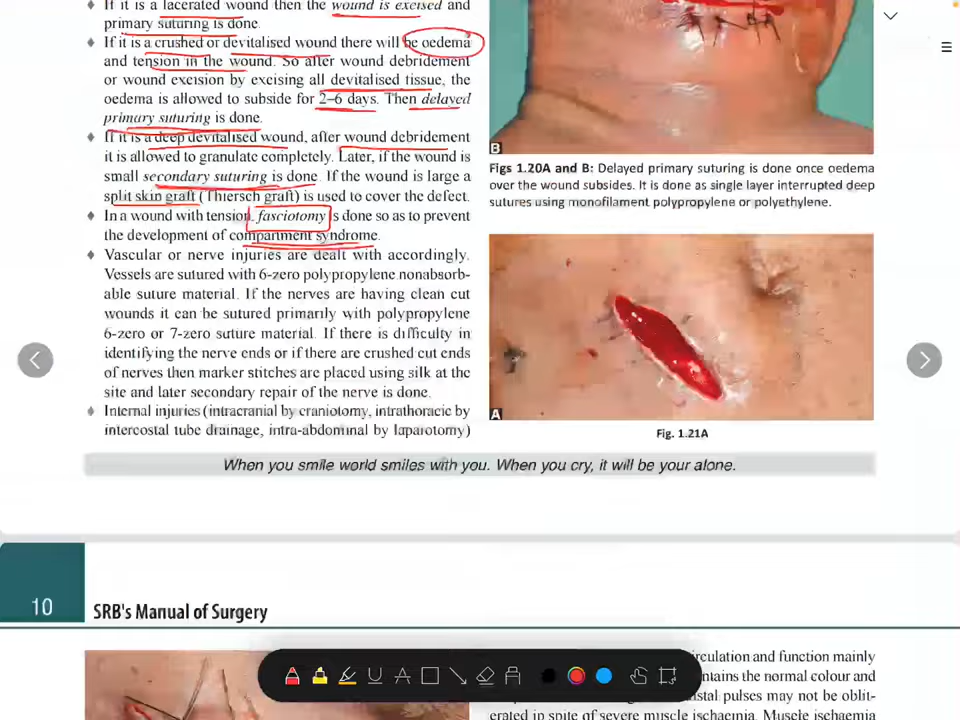 ♦ If it is a lacerated wound then the wound is excised and
primary suturing is done.
♦ If it is a crushed or devitalised wound there will be oedema
and tension in the wound. So after wound debridement
or wound excision by excising all devitalised tissue, the
oedema is allowed to subside for 2–6 days. Then delayed
primary suturing is done.
♦ If it is a deep devitalised wound, after wound debridement
it is allowed to granulate completely. Later, if the wound is
small secondary suturing is done. If the wound is large a
split skin graft (Thiersch graft) is used to cover the defect.
♦ In a wound with tension, fasciotomy is done so as to prevent
the development of compartment syndrome.
♦ Vascular or nerve injuries are dealt with accordingly.
Vessels are sutured with 6-zero polypropylene nonabsorb-
able suture material. If the nerves are having clean cut
wounds it can be sutured primarily with polypropylene
6-zero or 7-zero suture material. If there is difficulty in
identifying the nerve ends or if there are crushed cut ends
of nerves then marker stitches are placed using silk at the
site and later secondary repair of the nerve is done.
♦ Internal injuries (intracranial by craniotomy, intrathoracic by
intercostal tube drainage, intra-abdominal by laparotomy)
B
Figs 1.20A and B: Delayed primary suturing is done once oedema
over the wound subsides. It is done as single layer interrupted deep
sutures using monofilament polypropylene or polyethylene.
A
Fig. 1.21A
When you smile world smiles with you. When you cry, it will be your alone.
10
SRB's Manual of Surgery
circulation and function mainly
the normal colour and
pulses may not be oblit-
erated in spite of severe muscle ischaemia. Muscle ischaemia